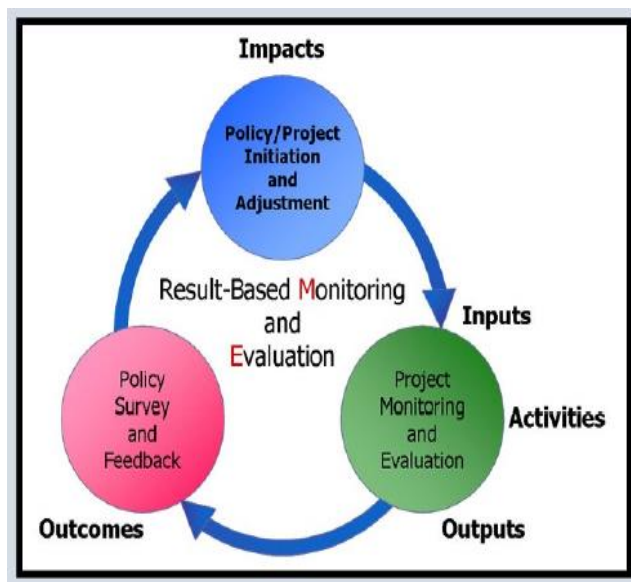 Impacts
Policy/Project
Initiation
and
Adjustment
Result-Based Monitoring
and
Evaluation
Inputs
Project
Monitoring
and
Evaluation
Activities
Outputs
Policy
Survey
and
Feedback
Outcomes